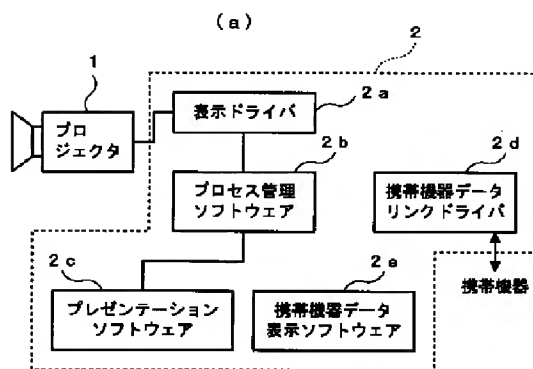 (a)
2
1
プロ
ジェクタ
表示ドライバ
2a
2b
プロセス管理
ソフトウェア
2d
携帯機器データ
リンクドライバ
2c
プレゼンテーション
ソフトウェア
2e
携帯機器データ
表示ソフトウェア
携帯機器